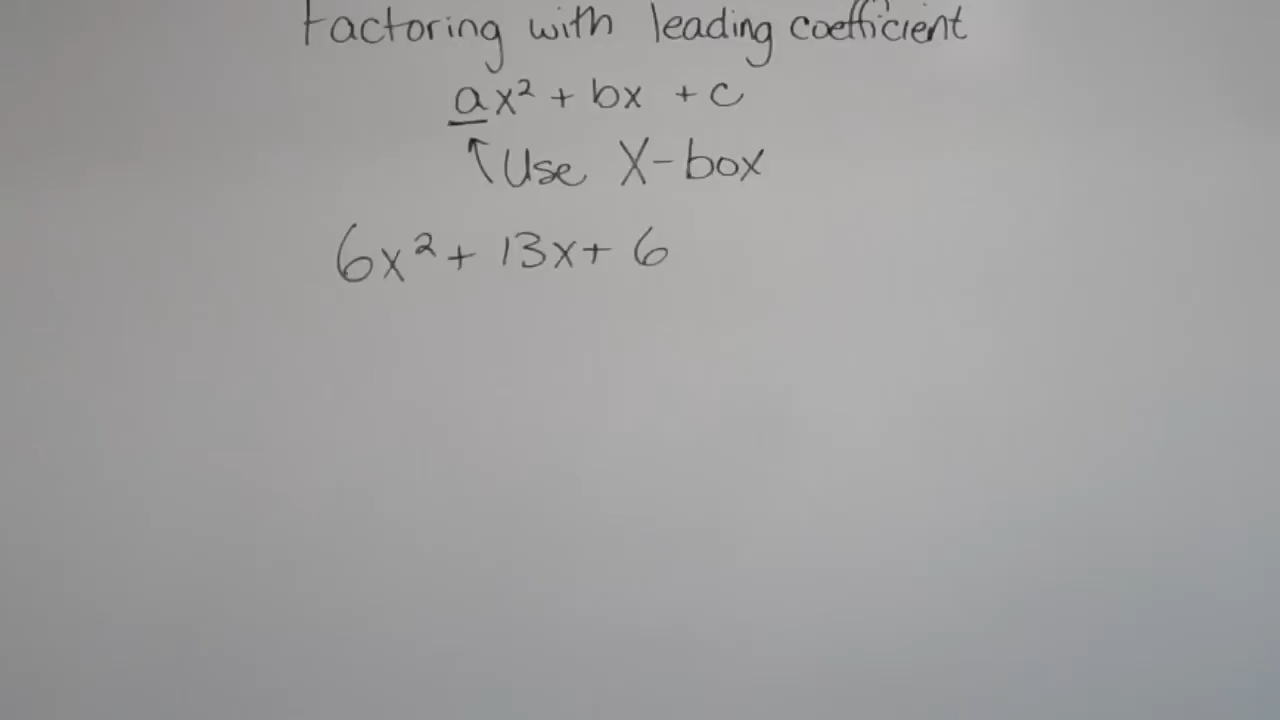 Factoring with leading coefficient
ax² + bx + c
↑ Use X-box
6x² + 13x + 6